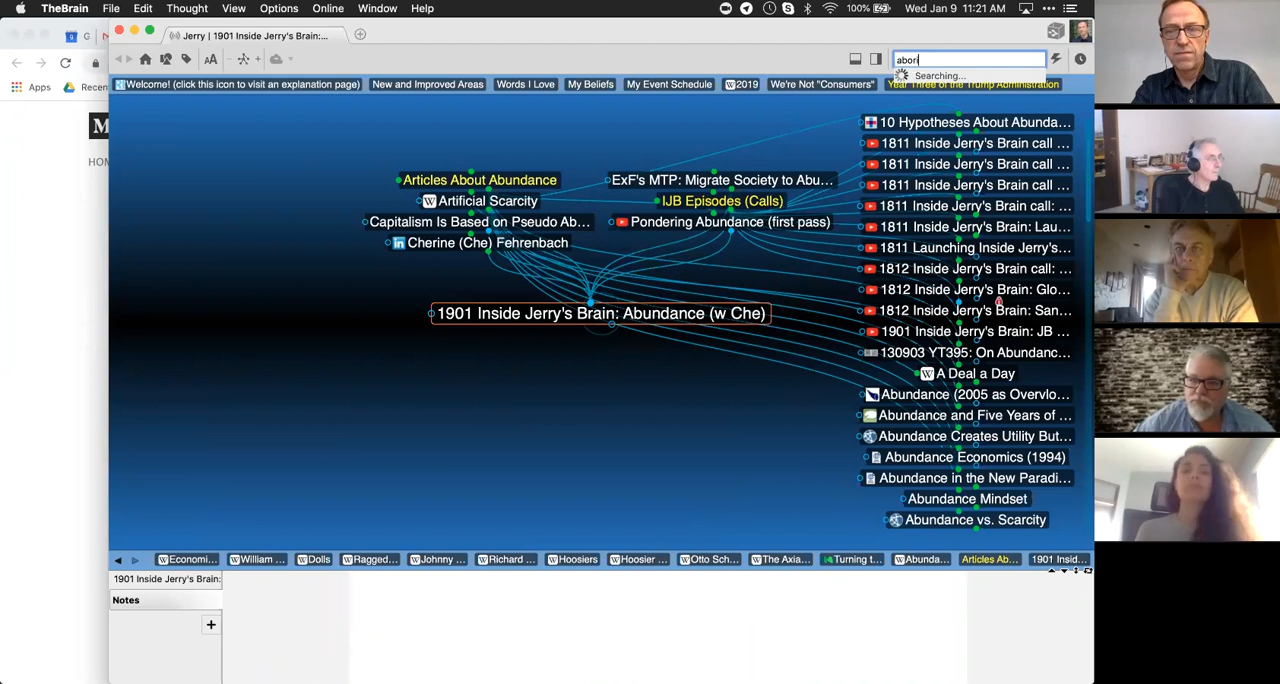 TheBrain File Edit Thought View Options Online Window Help 100% Wed Jan 9 11:21 AM
Jerry | 1901 Inside Jerry's Brain:...
AA
abori
Searching...
Apps Recen
Welcome! (click to visit an explanation page) New and Improved Areas Words I Love My Beliefs My Event Schedule 2019 We're Not "Consumers" Year Three of the Trump Administration
M
HOM
Articles About Abundance
Artificial Scarcity
Capitalism Is Based on Pseudo Ab...
Cherine (Che) Fehrenbach
ExF's MTP: Migrate Society to Abu...
IJB Episodes (Calls)
Pondering Abundance (first pass)
1901 Inside Jerry's Brain: Abundance (w Che)
10 Hypotheses About Abunda...
1811 Inside Jerry's Brain call ...
1811 Inside Jerry's Brain call ...
1811 Inside Jerry's Brain call ...
1811 Inside Jerry's Brain call: ...
1811 Inside Jerry's Brain: Lau...
1811 Launching Inside Jerry's...
1812 Inside Jerry's Brain call: ...
1812 Inside Jerry's Brain: Glo...
1812 Inside Jerry's Brain: San...
1901 Inside Jerry's Brain: JB ...
130903 YT395: On Abundanc...
A Deal a Day
Abundance (2005 as Overvlo...
Abundance and Five Years of ...
Abundance Creates Utility But...
Abundance Economics (1994)
Abundance in the New Paradi...
Abundance Mindset
Abundance vs. Scarcity
Economi... William ... Dolls Ragged... Johnny ... Richard ... Hoosiers Hoosier ... Otto Sch... The Axia... Turning t... Abunda... Articles Ab... 1901 Insid...
1901 Inside Jerry's Brain:
Notes
+